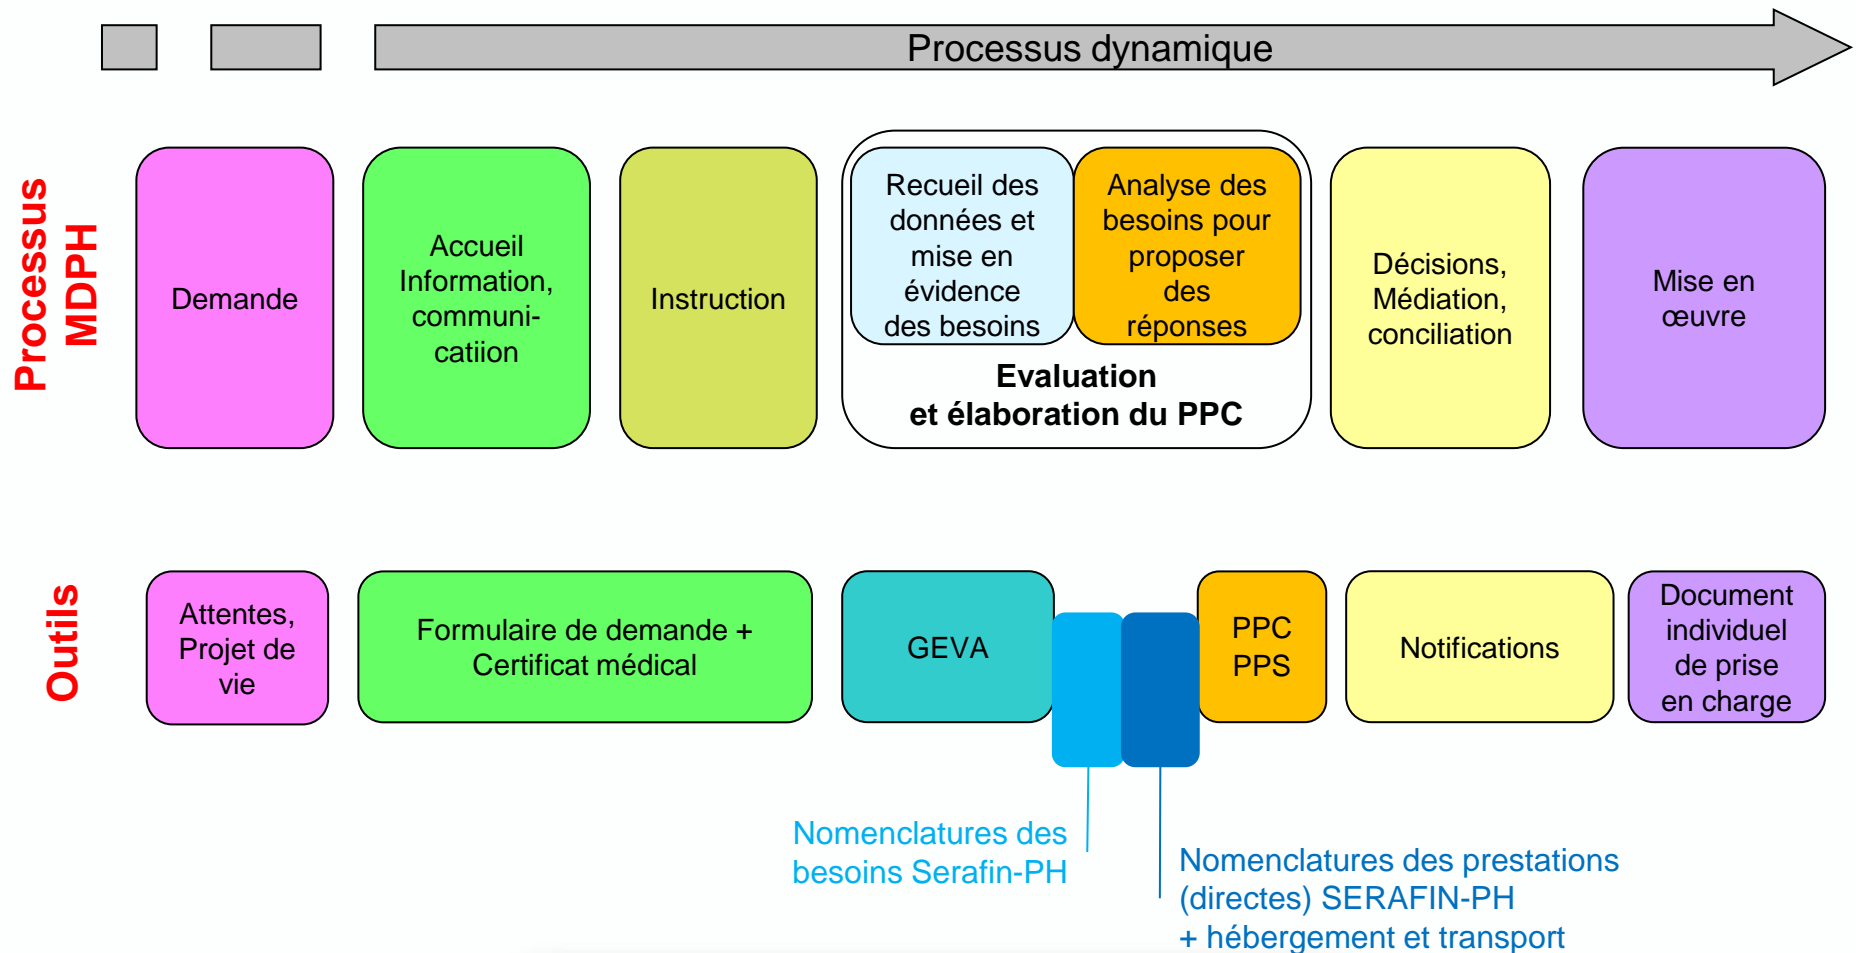 Processus dynamique
Processus
MDPH
Demande
Accueil
Information,
communi-
catiion
Instruction
Recueil des
données et
mise en
évidence
des besoins
Analyse des
besoins pour
proposer
des
réponses
Evaluation
et élaboration du PPC
Décisions,
Médiation,
conciliation
Mise en
œuvre
Outils
Attentes,
Projet de
vie
Formulaire de demande +
Certificat médical
GEVA
PPC
PPS
Notifications
Document
individuel
de prise
en charge
Nomenclatures des
besoins Serafin-PH
Nomenclatures des prestations
(directes) SERAFIN-PH
+ hébergement et transport